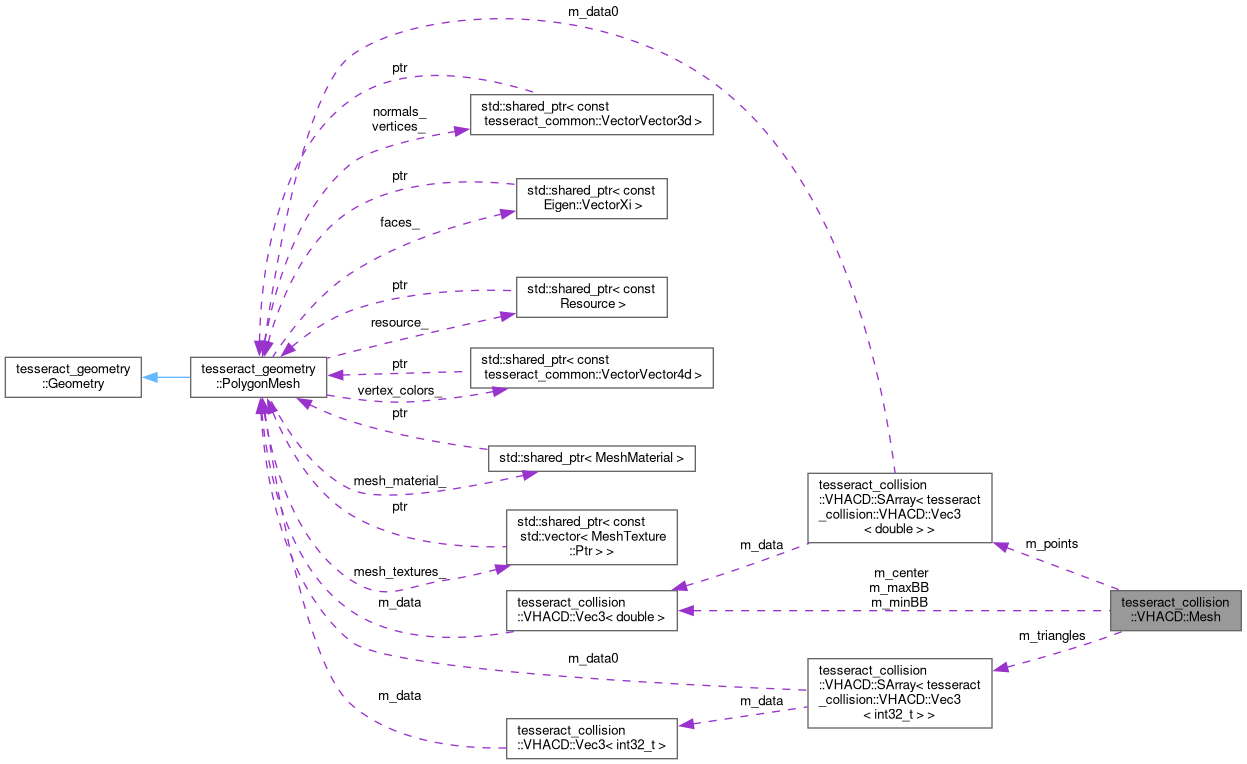 m_data0
ptr
std::shared_ptr< const
tesseract_common::VectorVector3d >
normals_
vertices_
ptr
std::shared_ptr< const
Eigen::VectorXi >
faces_
ptr
std::shared_ptr< const
Resource >
resource_
tesseract_geometry
::Geometry
tesseract_geometry
::PolygonMesh
ptr
std::shared_ptr< const
tesseract_common::VectorVector4d >
vertex_colors_
ptr
std::shared_ptr< MeshMaterial >
mesh_material_
ptr
std::shared_ptr< const
std::vector< MeshTexture
::Ptr > >
mesh_textures_
tesseract_collision
::VHACD::SArray< tesseract
_collision::VHACD::Vec3
< double > >
m_data
m_points
m_center
m_maxBB
m_minBB
m_data
tesseract_collision
::VHACD::Vec3< double >
tesseract_collision
::VHACD::Mesh
m_triangles
m_data0
tesseract_collision
::VHACD::SArray< tesseract
_collision::VHACD::Vec3
< int32_t > >
m_data
m_data
tesseract_collision
::VHACD::Vec3< int32_t >